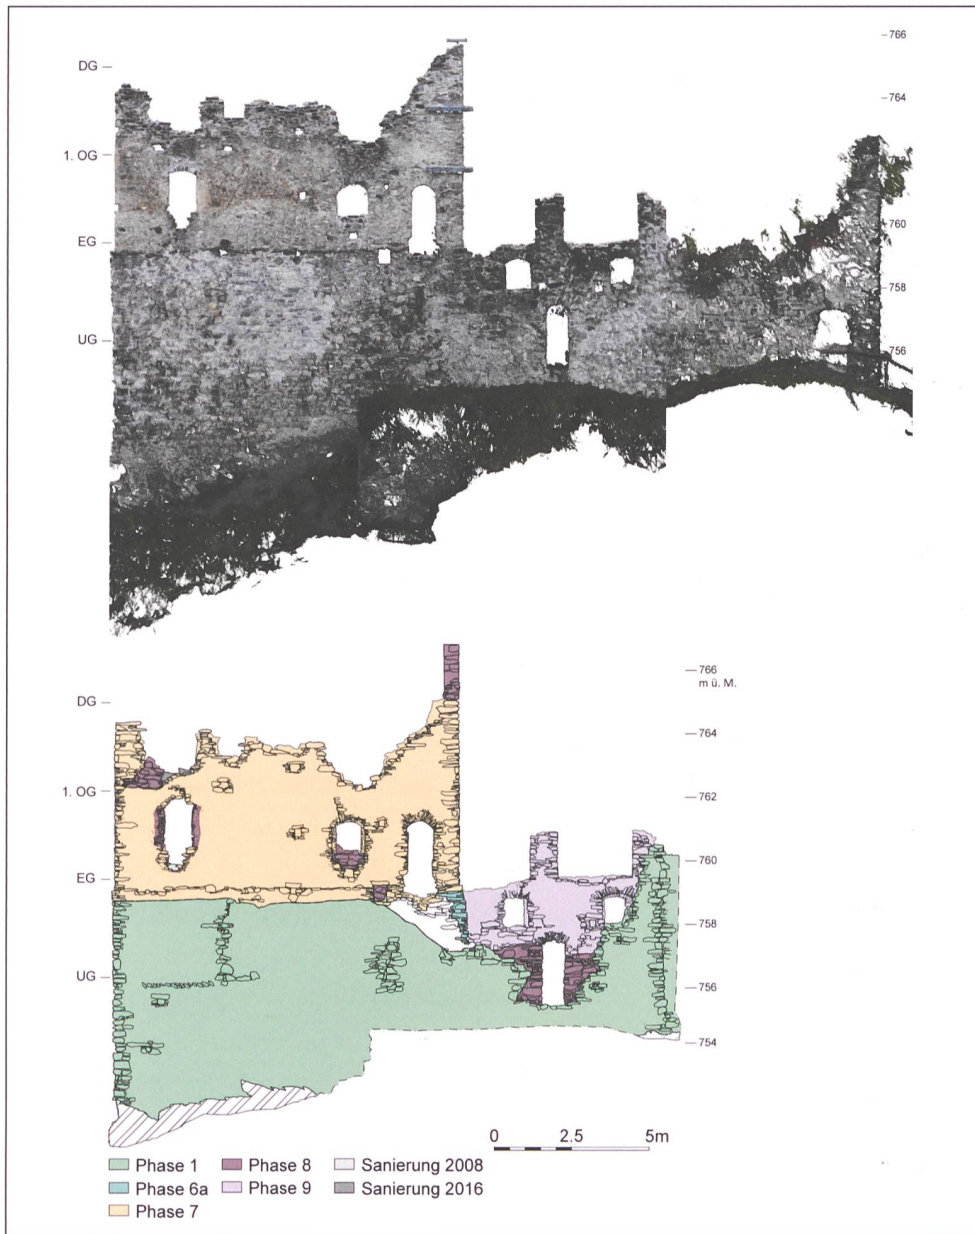 766
DG
764
1. OG
762
760
EG
758
UG
756
766
m ü. M.
DG
764
1. OG
762
760
EG
758
UG
756
754
0 2.5 5m
Phase 1 Phase 8 Sanierung 2008
Phase 6a Phase 9 Sanierung 2016
Phase 7